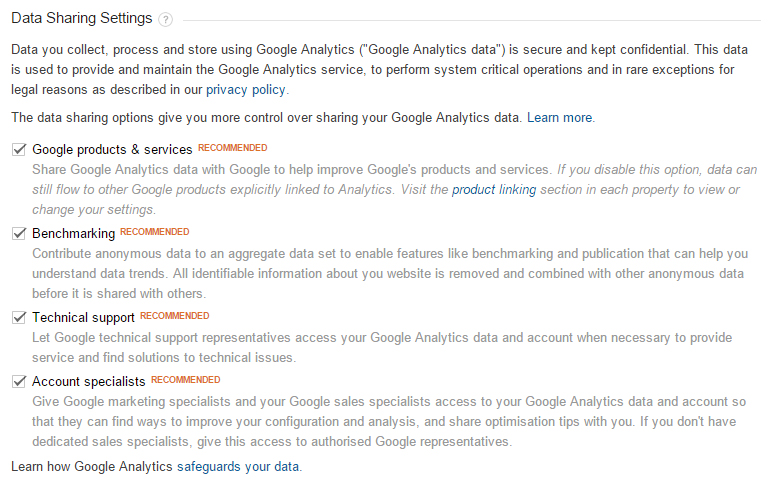 Data Sharing Settings ?
Data you collect, process and store using Google Analytics ("Google Analytics data") is secure and kept confidential. This data
is used to provide and maintain the Google Analytics service, to perform system critical operations and in rare exceptions for
legal reasons as described in our privacy policy.
The data sharing options give you more control over sharing your Google Analytics data. Learn more.
Google products & services RECOMMENDED
Share Google Analytics data with Google to help improve Google's products and services. If you disable this option, data can
still flow to other Google products explicitly linked to Analytics. Visit the product linking section in each property to view or
change your settings.
Benchmarking RECOMMENDED
Contribute anonymous data to an aggregate data set to enable features like benchmarking and publication that can help you
understand data trends. All identifiable information about you website is removed and combined with other anonymous data
before it is shared with others.
Technical support RECOMMENDED
Let Google technical support representatives access your Google Analytics data and account when necessary to provide
service and find solutions to technical issues.
Account specialists RECOMMENDED
Give Google marketing specialists and your Google sales specialists access to your Google Analytics data and account so
that they can find ways to improve your configuration and analysis, and share optimisation tips with you. If you don't have
dedicated sales specialists, give this access to authorised Google representatives.
Learn how Google Analytics safeguards your data.